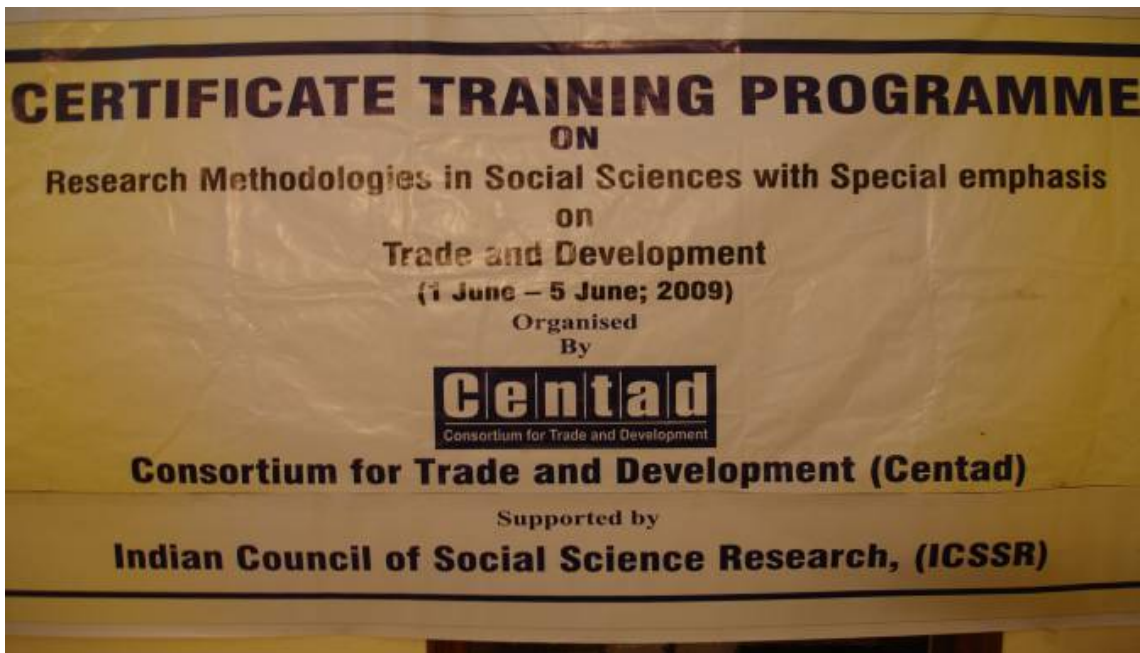 CERTIFICATE TRAINING PROGRAMME
ON
Research Methodologies in Social Sciences with Special emphasis
on
Trade and Development
(1 June – 5 June; 2009)
Organised
By
Centad
Consortium for Trade and Development
Consortium for Trade and Development (Centad)
Supported by
Indian Council of Social Science Research, (ICSSR)